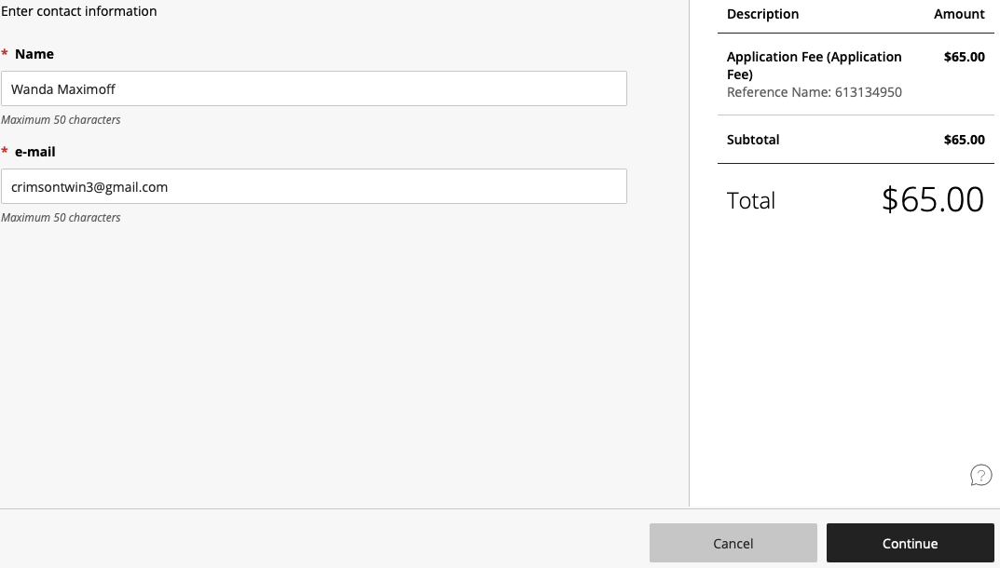 Enter contact information
* Name
Wanda Maximoff
Maximum 50 characters
* e-mail
crimsontwin3@gmail.com
Maximum 50 characters
Description Amount
Application Fee (Application $65.00
Fee)
Reference Name: 613134950
Subtotal $65.00
Total $65.00
?
Cancel Continue